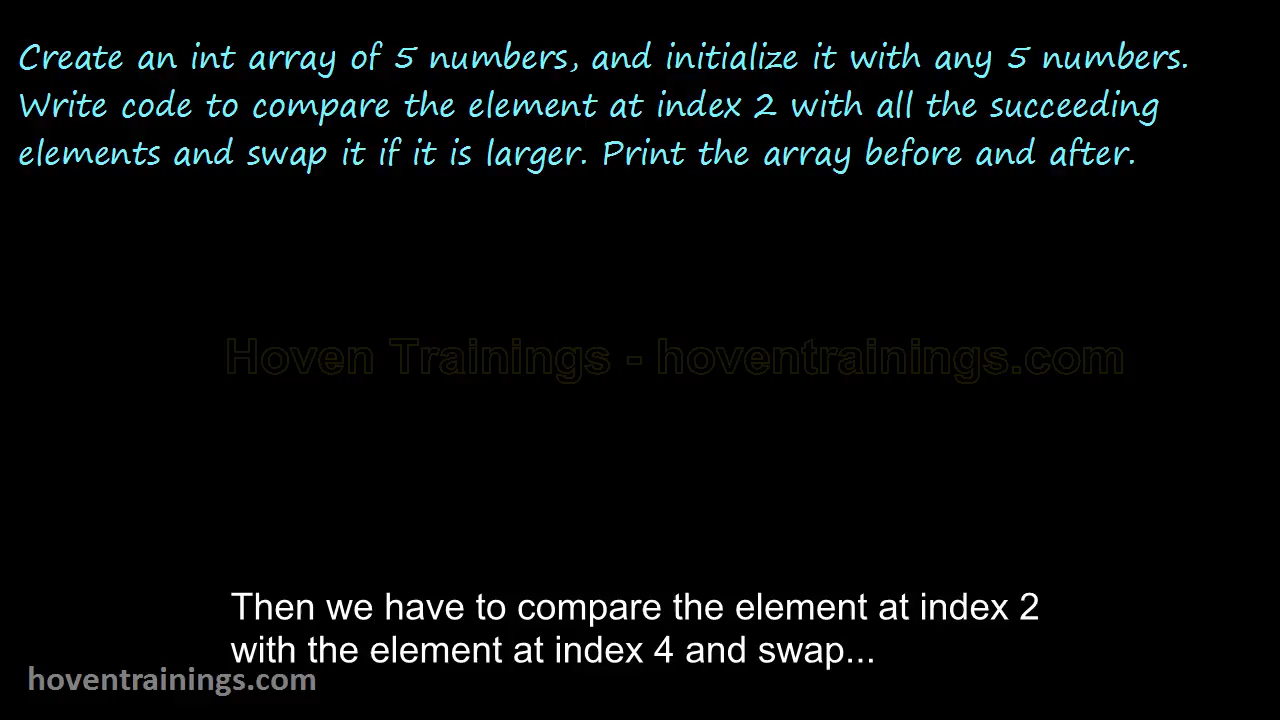 Create an int array of 5 numbers, and initialize it with any 5 numbers.
Write code to compare the element at index 2 with all the succeeding
elements and swap it if it is larger. Print the array before and after.
Hoven Trainings - hoventrainings.com
Then we have to compare the element at index 2
with the element at index 4 and swap...
hoventrainings.com